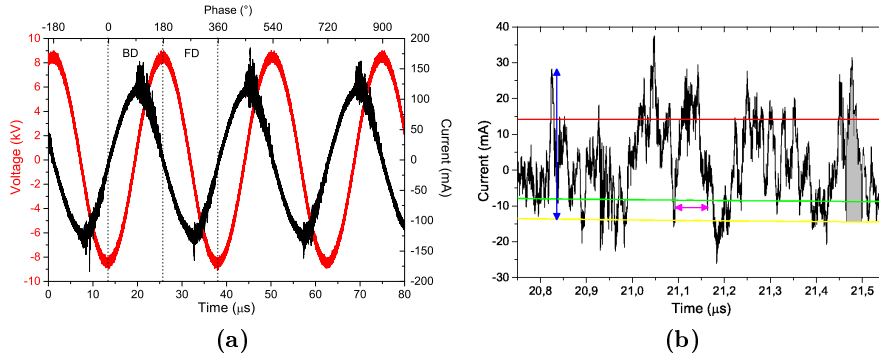 Phase (°)
-180 0 180 360 540 720 900
BD FD
10 8 6 4 2 0 -2 -4 -6 -8 -10
Voltage (kV)
200 150 100 50 0 -50 -100 -150 -200
Current (mA)
0 10 20 30 40 50 60 70 80
Time (μs)
(a)
40 30 20 10 0 -10 -20 -30
Current (mA)
20,8 20,9 21,0 21,1 21,2 21,3 21,4 21,5
Time (μs)
(b)